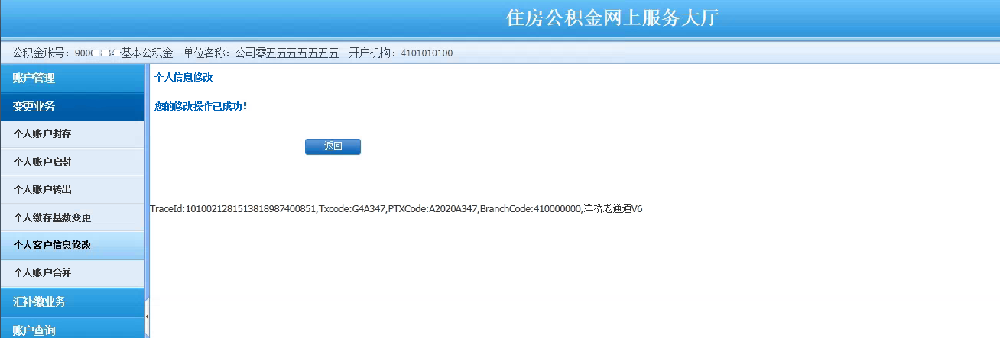 住房公积金网上服务大厅
公积金账号：9000 基本公积金 单位名称：公司零五五五五五五五 开户机构：4101010100
账户管理
变更业务
个人账户封存
个人账户启封
个人账户转出
个人缴存基数变更
个人客户信息修改
个人账户合并
汇补缴业务
账户查询
个人信息修改
您的修改操作已成功！
返回
TraceId:1010021281513818987400851,Txcode:G4A347,PTXCode:A2020A347,BranchCode:410000000,洋桥老通道V6